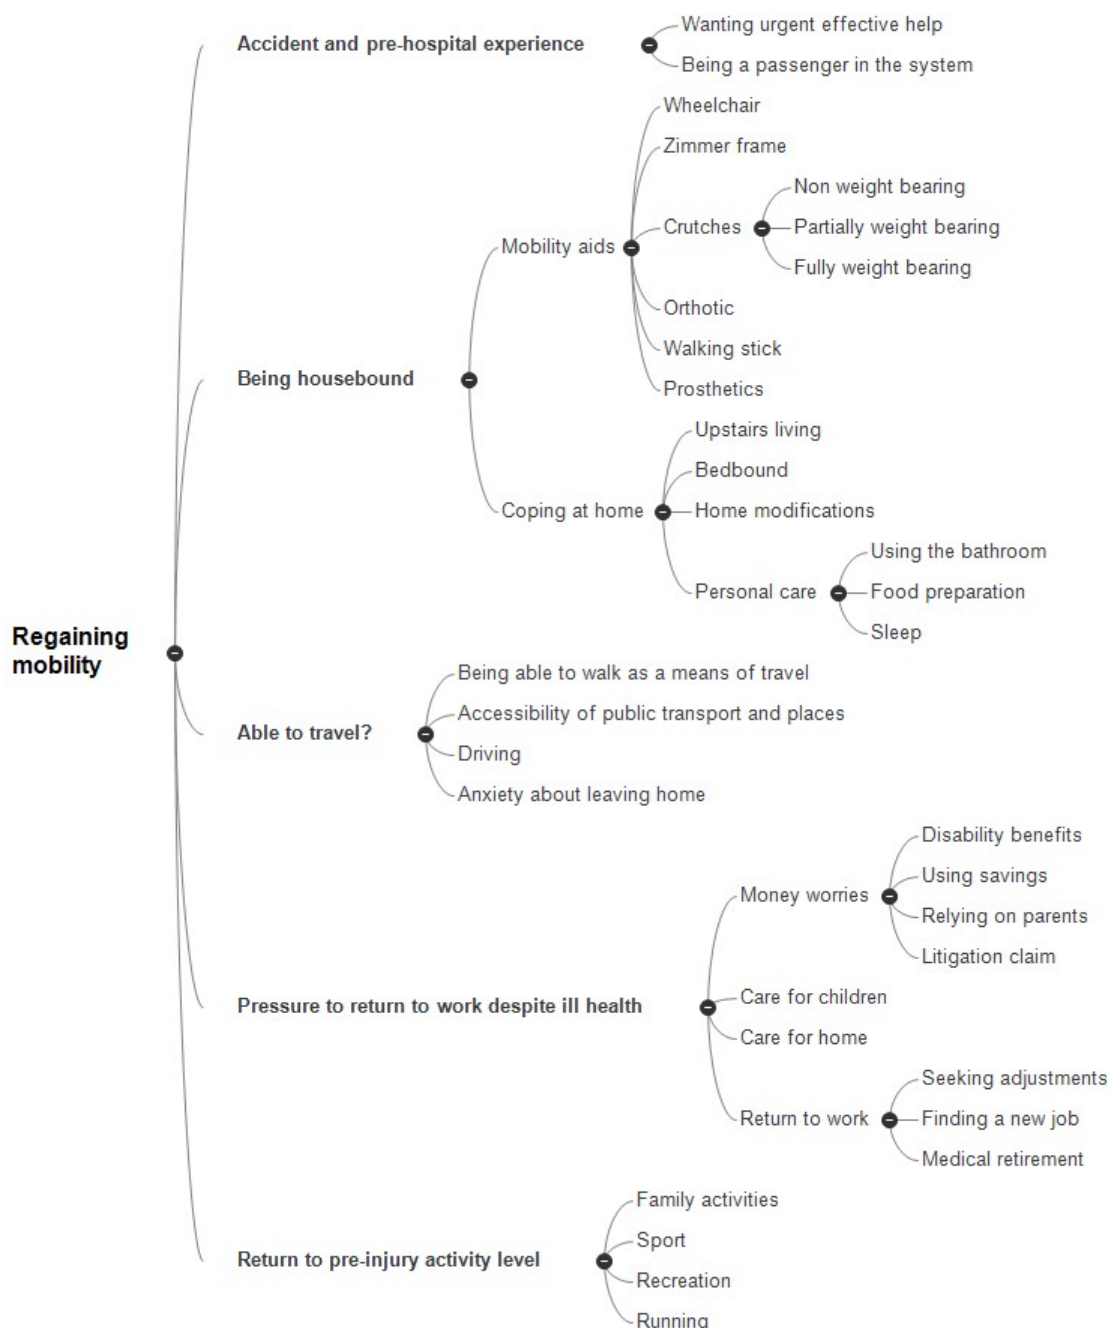 Accident and pre-hospital experience
Wanting urgent effective help
Being a passenger in the system
Wheelchair
Zimmer frame
Non weight bearing
Crutches
Partially weight bearing
Mobility aids
Fully weight bearing
Orthotic
Walking stick
Being housebound
Prosthetics
Upstairs living
Bedbound
Coping at home
Home modifications
Using the bathroom
Personal care
Food preparation
Sleep
Regaining
mobility
Being able to walk as a means of travel
Accessibility of public transport and places
Able to travel?
Driving
Anxiety about leaving home
Disability benefits
Money worries
Using savings
Relying on parents
Litigation claim
Pressure to return to work despite ill health
Care for children
Care for home
Seeking adjustments
Return to work
Finding a new job
Medical retirement
Family activities
Sport
Return to pre-injury activity level
Recreation
Running